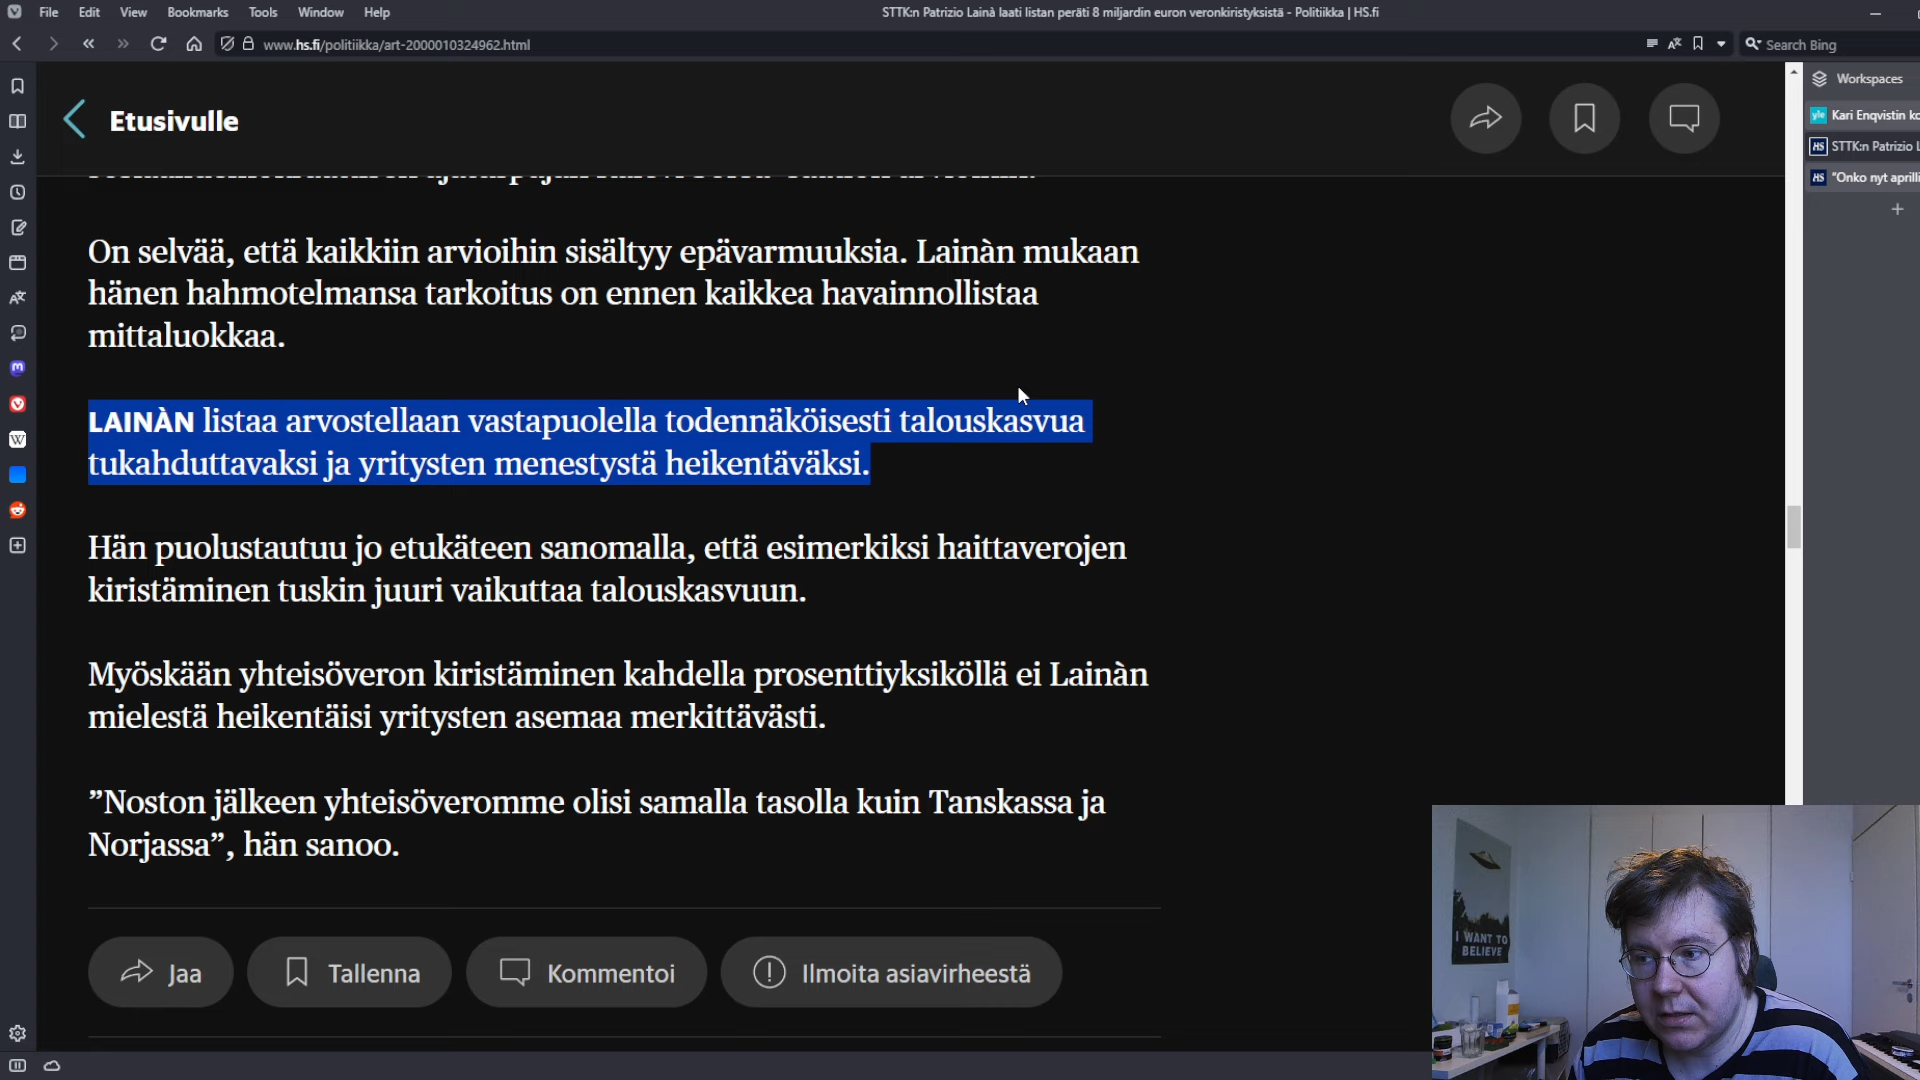 File Edit View Bookmarks Tools Window Help
STTK:n Patrizio Lainà laati listan peräti 8 miljardin euron veronkiristyksistä - Politiikka | HS.fi
www.hs.fi/politiikka/art-2000010324962.html
Search Bing
Workspaces
yle Kari Enqvistin ko
HS STTK:n Patrizio L
HS "Onko nyt aprilli
Etusivulle
On selvää, että kaikkiin arvioihin sisältyy epävarmuuksia. Lainàn mukaan
hänen hahmotelmansa tarkoitus on ennen kaikkea havainnollistaa
mittaluokkaa.
LAINÀN listaa arvostellaan vastapuolella todennäköisesti talouskasvua
tukahduttavaksi ja yritysten menestystä heikentäväksi.
Hän puolustautuu jo etukäteen sanomalla, että esimerkiksi haittaverojen
kiristäminen tuskin juuri vaikuttaa talouskasvuun.
Myöskään yhteisöveron kiristäminen kahdella prosenttiyksiköllä ei Lainàn
mielestä heikentäisi yritysten asemaa merkittävästi.
”Noston jälkeen yhteisöveromme olisi samalla tasolla kuin Tanskassa ja
Norjassa”, hän sanoo.
Jaa
Tallenna
Kommentoi
Ilmoita asiavirheestä
I WANT TO
BELIEVE